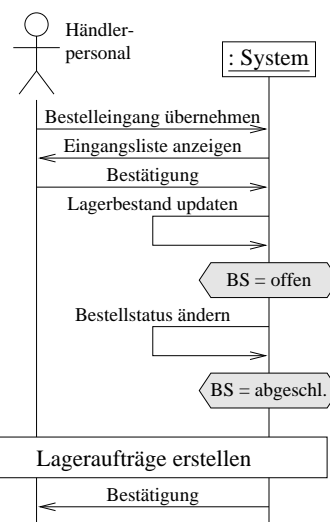 Händler-
personal
: System
Bestelleingang übernehmen
Eingangsliste anzeigen
Bestätigung
Lagerbestand updaten
BS = offen
Bestellstatus ändern
BS = abgeschl.
Lageraufträge erstellen
Bestätigung